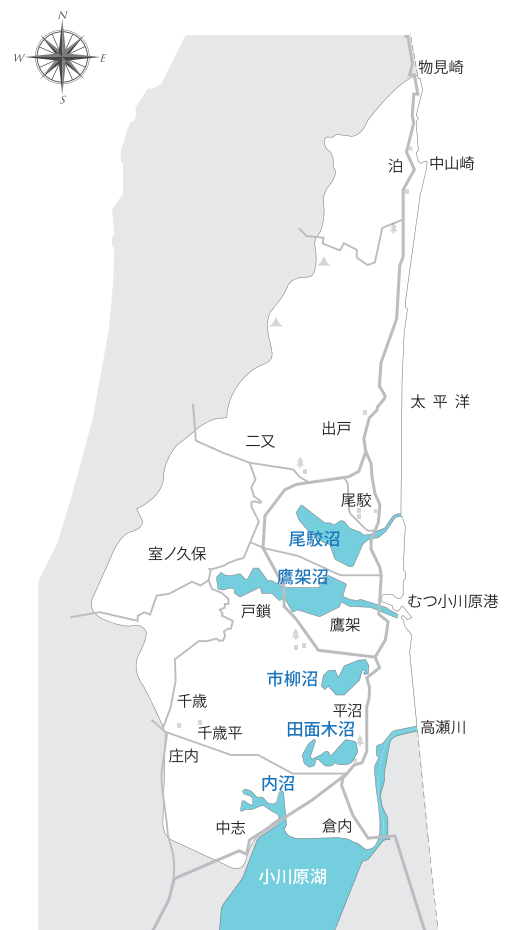 N
W
E
S
物見崎
泊
中山崎
太平洋
出戸
二又
尾駮
尾駮沼
室ノ久保
鷹架沼
むつ小川原港
戸鎖
鷹架
市柳沼
千歳
平沼
高瀬川
千歳平
田面木沼
庄内
内沼
中志
倉内
小川原湖